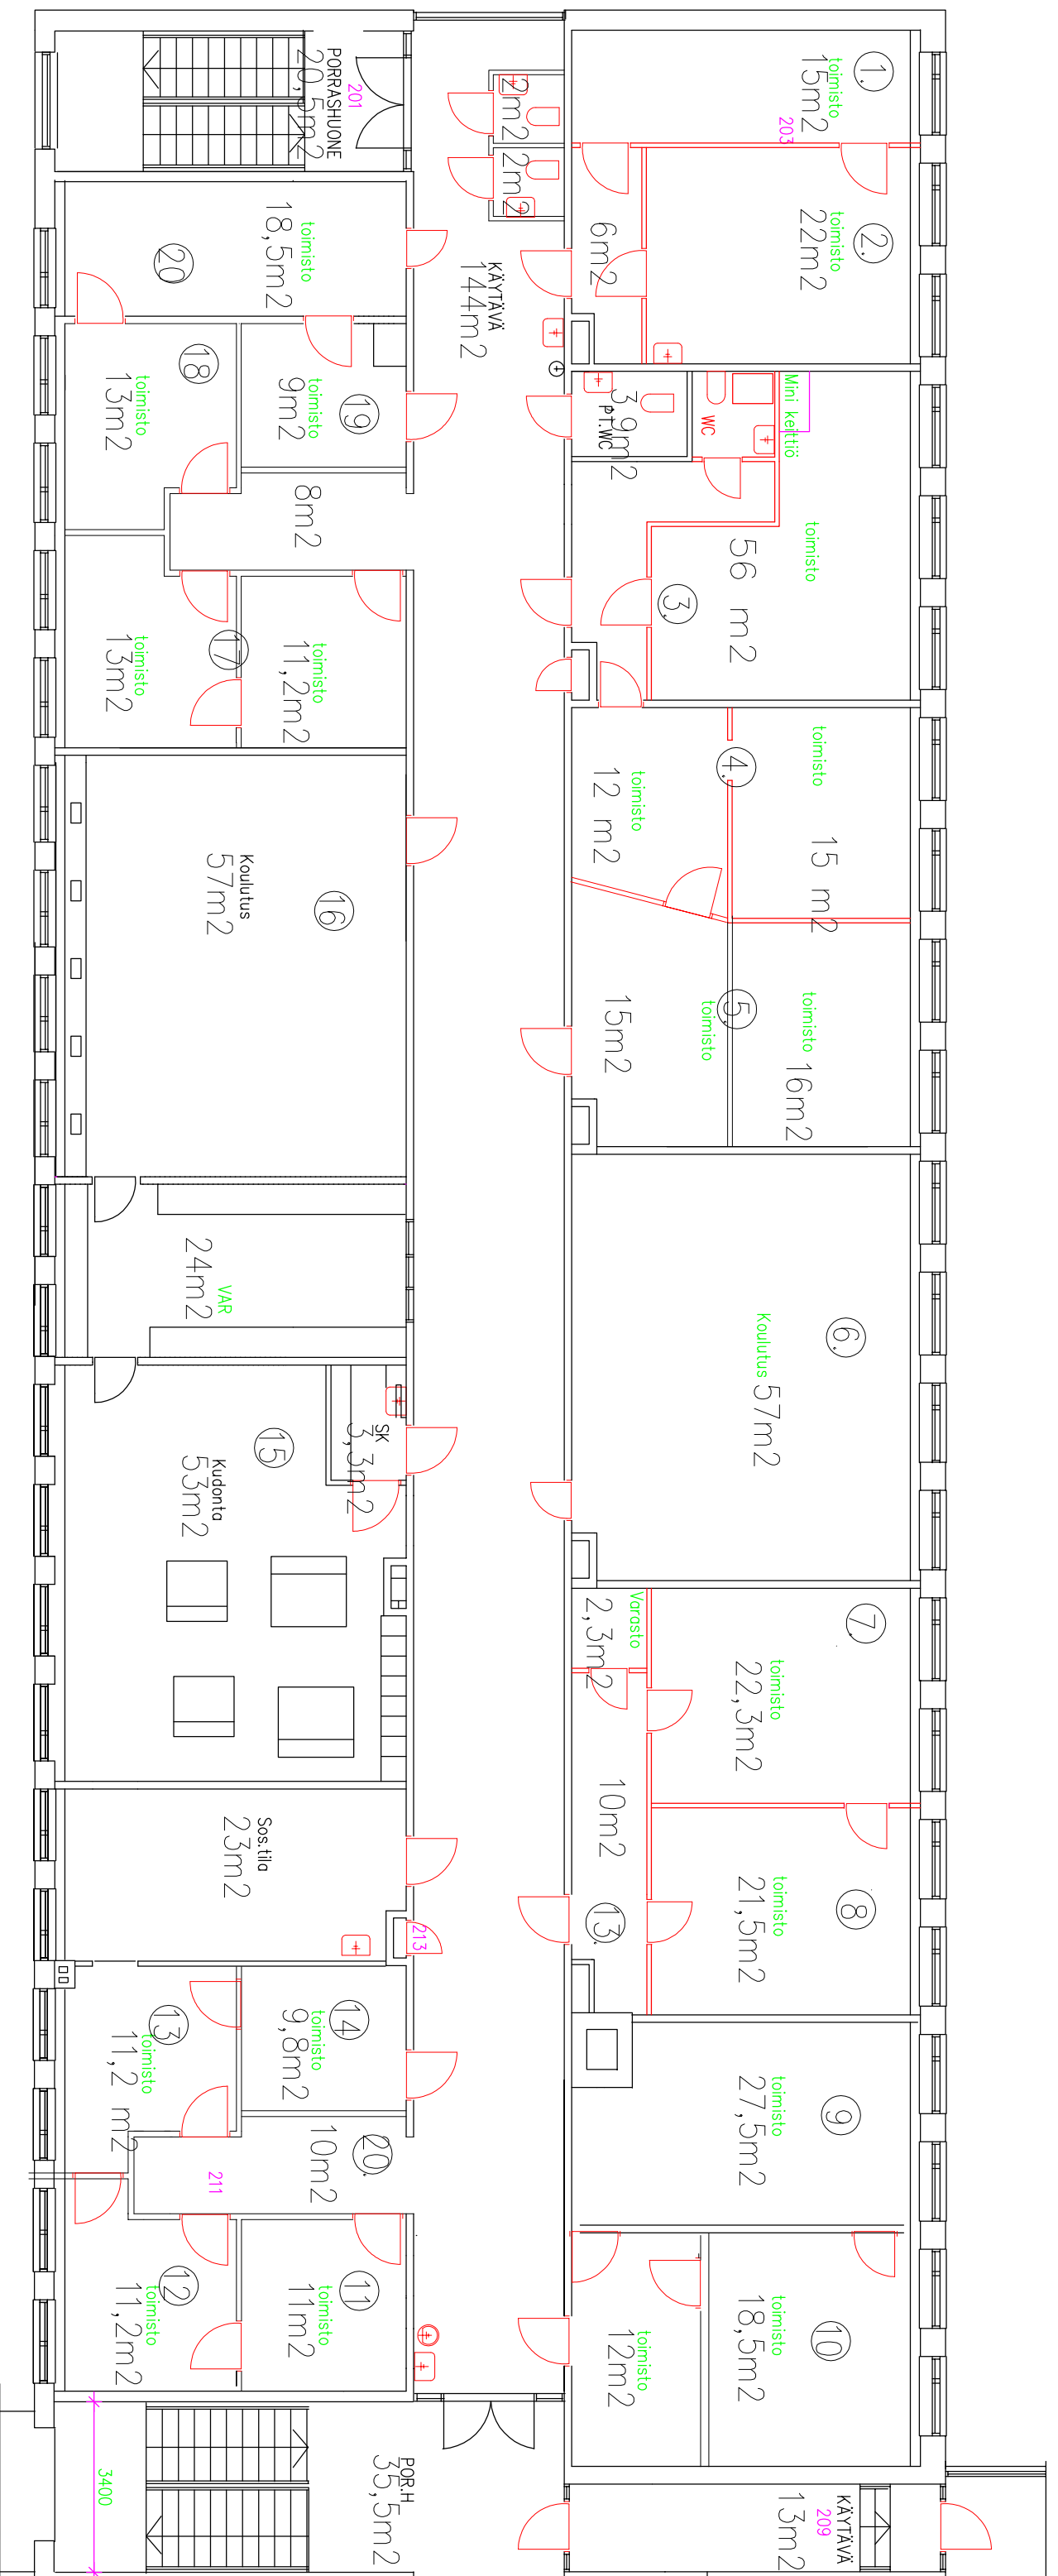 1.
toimisto
15m2
203
2.
toimisto
22m2
6m2
2m2
2m2
201
PORRASHUONE
20,5m2
KÄYTÄVÄ
144m2
toimisto
18,5m2
20
18
toimisto
13m2
19
toimisto
9m2
8m2
Mini keittiö
WC
3,9m2
PT.WC
toimisto
56 m2
3.
17
toimisto
13m2
toimisto
11,2m2
4.
toimisto
12 m2
toimisto
15 m2
5.
toimisto
15m2
toimisto
16m2
16
Koulutus
57m2
VAR
24m2
6.
Koulutus 57m2
SK
3,3m2
15
Kudonta
53m2
7.
toimisto
22,3m2
Varasto
2,3m2
10m2
13.
8
toimisto
21,5m2
Sos.tila
23m2
213
9
toimisto
27,5m2
14
toimisto
9,8m2
13
toimisto
11,2 m2
20.
10m2
211
12
toimisto
11,2m2
11
toimisto
11m2
10
toimisto
18,5m2
toimisto
12m2
POR.H
35,5m2
3400
KÄYTÄVÄ
209
13m2